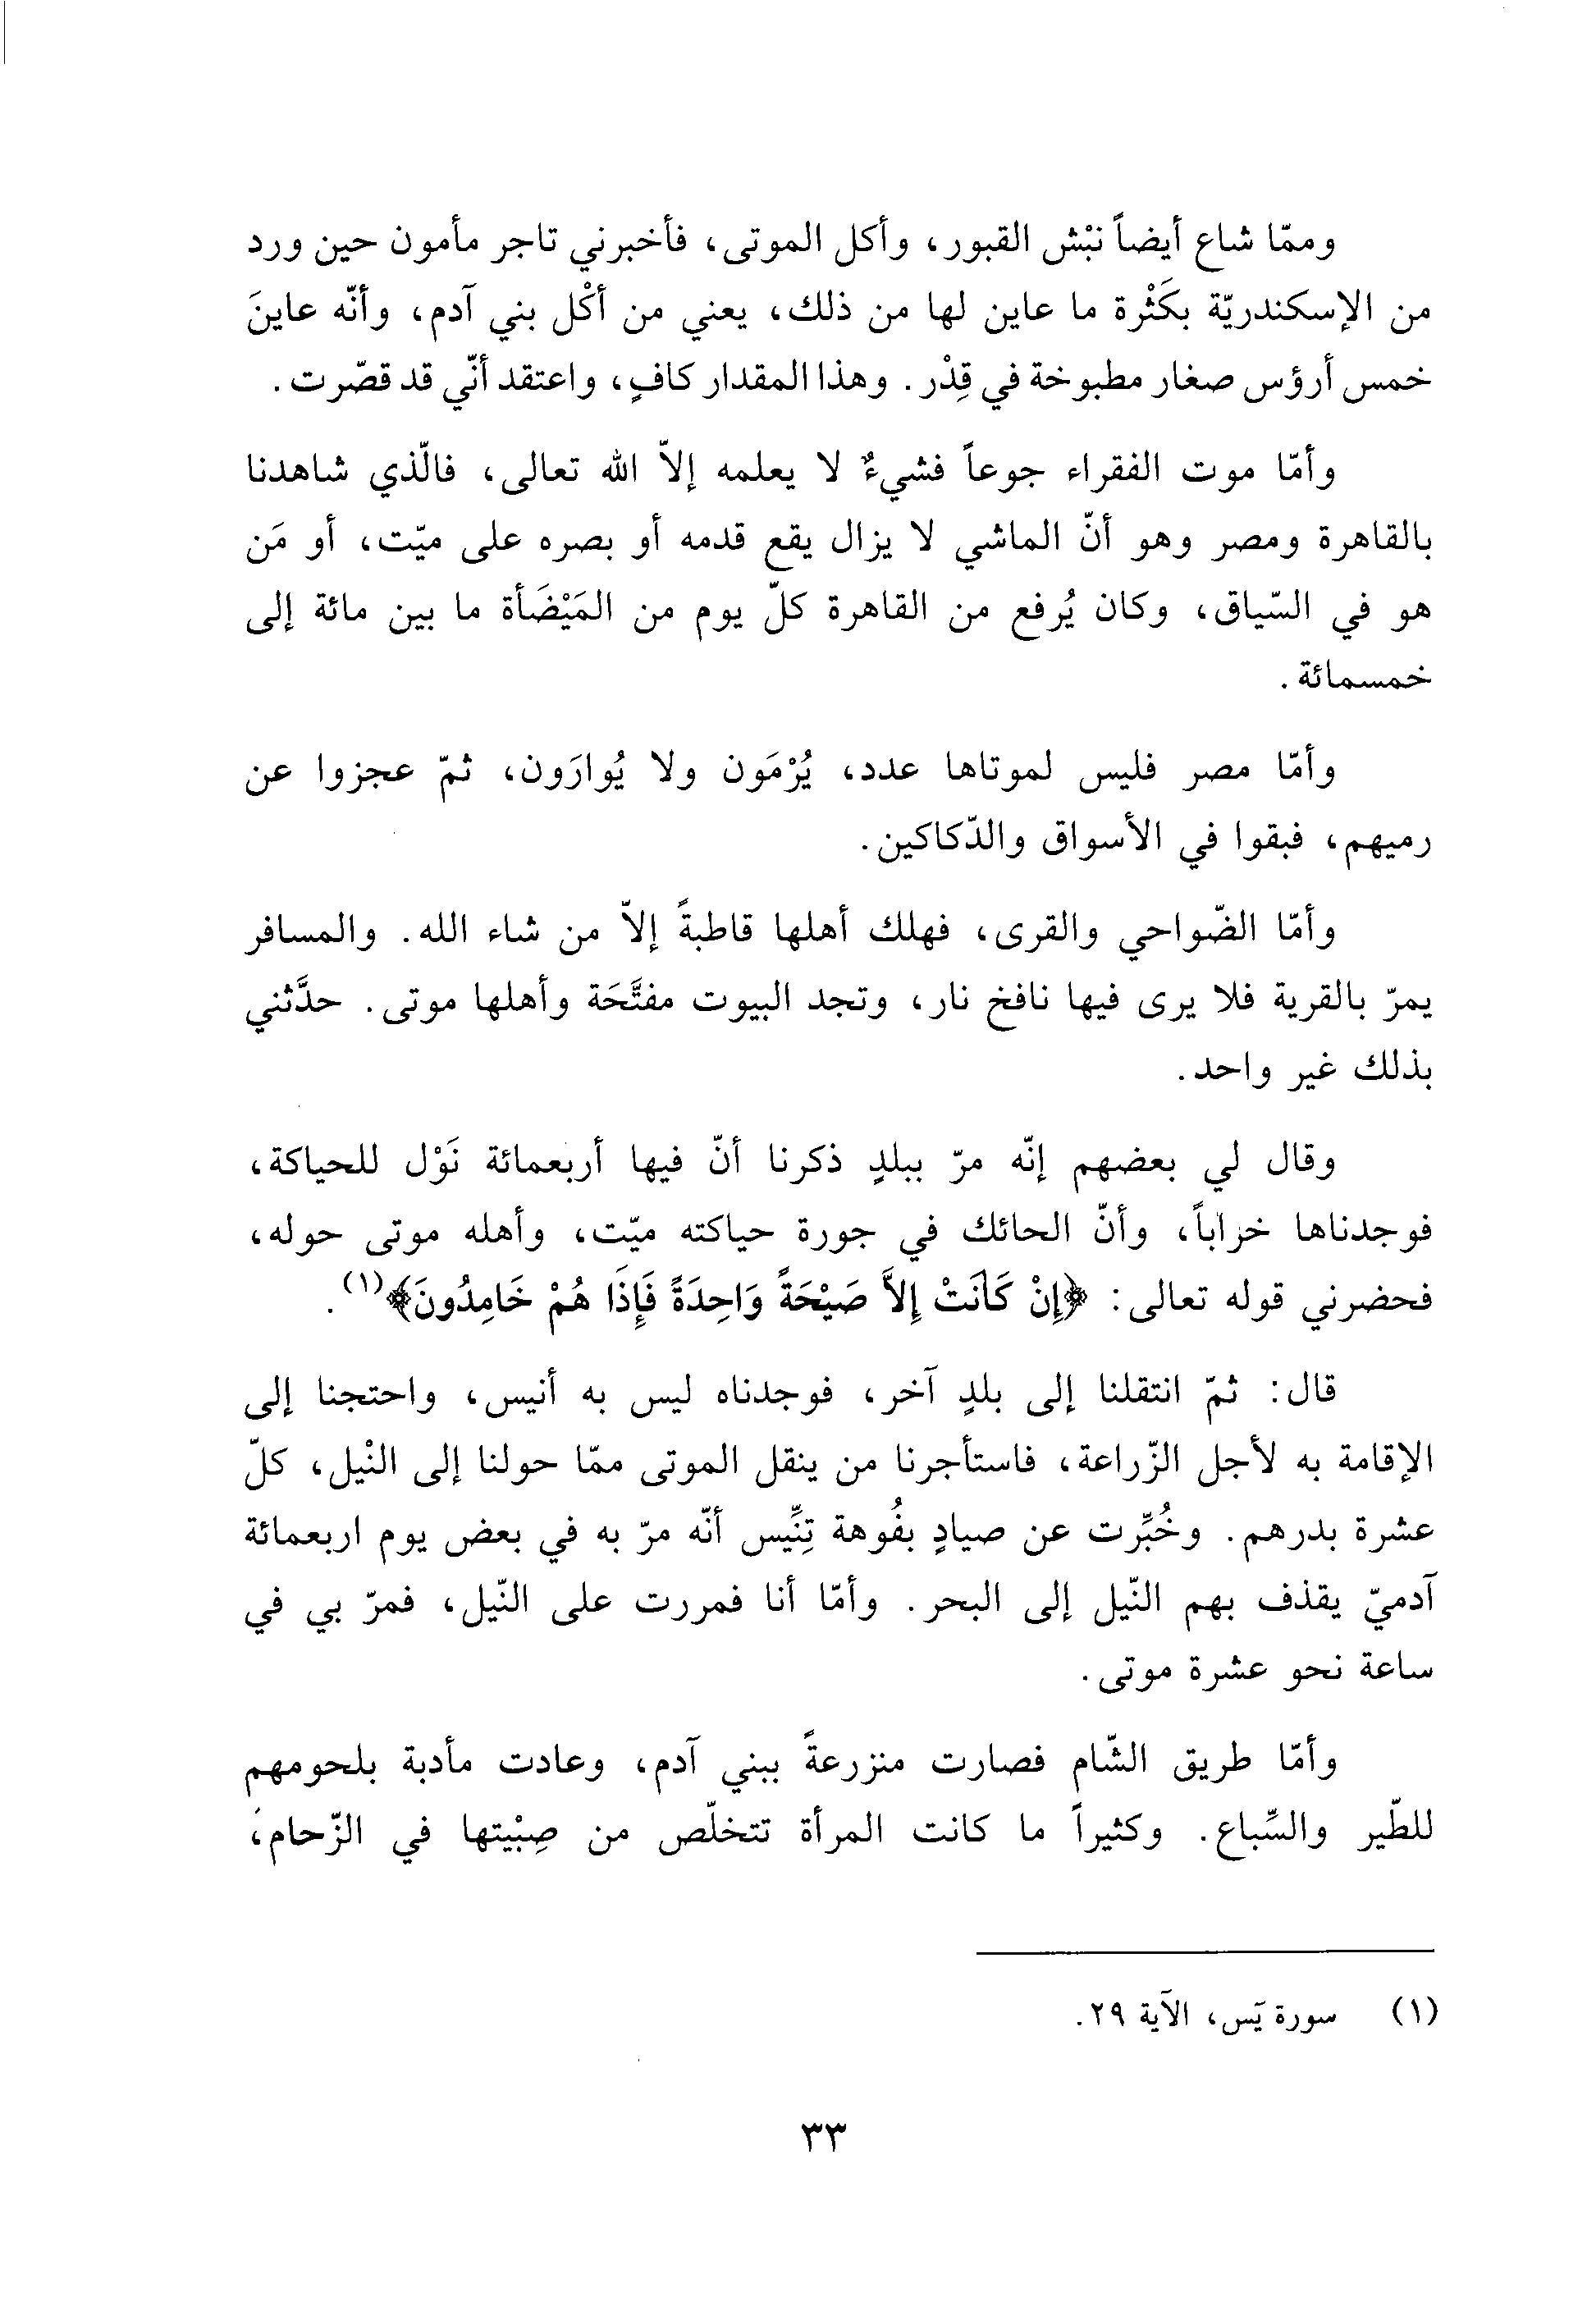 وممّا شاع أيضاً نبْش القبور، وأكل الموتى، فأخبرني تاجر مأمون حين ورد
من الإسكندريّة بكَثْرة ما عاين لها من ذلك، يعني من أكْل بني آدم، وأنّه عاينَ
خمس أرؤس صغار مطبوخة في قِدْر. وهذا المقدار كافٍ، واعتقد أنّي قد قصّرت.
وأمّا موت الفقراء جوعاً فشيءٌ لا يعلمه إلاّ الله تعالى، فالّذي شاهدنا
بالقاهرة ومصر وهو أنّ الماشي لا يزال يقع قدمه أو بصره على ميّت، أو مَن
هو في السّياق، وكان يُرفع من القاهرة كلّ يوم من المَيْضَأة ما بين مائة إلى
خمسمائة.
وأمّا مصر فليس لموتاها عدد، يُرْمَون ولا يُوارَون، ثمّ عجزوا عن
رميهم، فبقوا في الأسواق والدّكاكين.
وأمّا الضّواحي والقرى، فهلك أهلها قاطبةً إلاّ من شاء الله. والمسافر
يمرّ بالقرية فلا يرى فيها نافخ نار، وتجد البيوت مفتَّحَة وأهلها موتى. حدَّثني
بذلك غير واحد.
وقال لي بعضهم إنّه مرّ ببلدٍ ذكرنا أنّ فيها أربعمائة نَوْل للحياكة،
فوجدناها خراباً، وأنّ الحائك في جورة حياكته ميّت، وأهله موتى حوله،
فحضرني قوله تعالى: ﴿إِنْ كَانَتْ إِلاَّ صَيْحَةً وَاحِدَةً فَإِذَا هُمْ خَامِدُونَ﴾(١).
قال: ثمّ انتقلنا إلى بلدٍ آخر، فوجدناه ليس به أنيس، واحتجنا إلى
الإقامة به لأجل الزّراعة، فاستأجرنا من ينقل الموتى ممّا حولنا إلى النْيل، كلّ
عشرة بدرهم. وخُبِّرت عن صيادٍ بفُوهة تِنِّيس أنّه مرّ به في بعض يوم اربعمائة
آدميّ يقذف بهم النّيل إلى البحر. وأمّا أنا فمررت على النّيل، فمرّ بي في
ساعة نحو عشرة موتى.
وأمّا طريق الشّام فصارت منزرعةً ببني آدم، وعادت مأدبة بلحومهم
للطّير والسِّباع. وكثيراً ما كانت المرأة تتخلّص من صِبْيتها في الزّحام،
(١) سورة يَس، الآية ٢٩.
٣٣